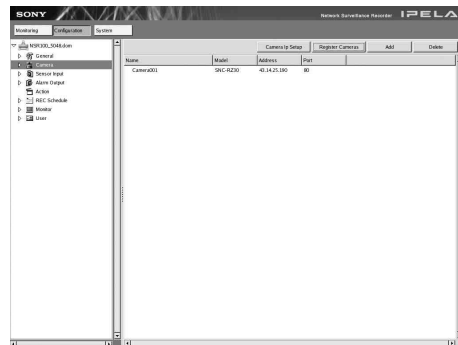 SONY
Network Surveillance Recorder IPELA
Monitoring Configuration System
NSR100_5048.dom
General
Camera
Sensor Input
Alarm Output
Action
REC Schedule
Monitor
User
Camera Ip Setup Register Cameras Add Delete
Name Model Address Port
Camera001 SNC-RZ30 43.14.25.190 80